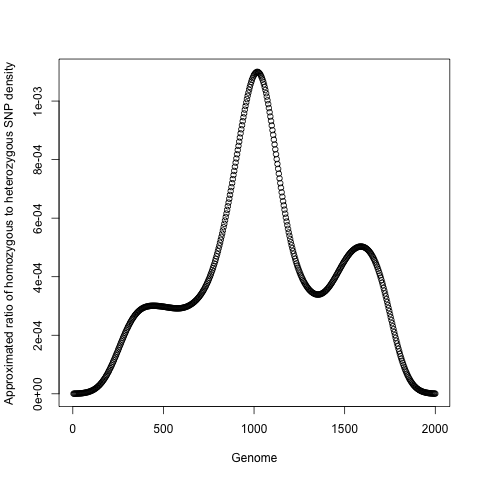 Approximated ratio of homozygous to heterozygous SNP density
1e-03
8e-04
6e-04
4e-04
2e-04
0e+00
0 500 1000 1500 2000
Genome